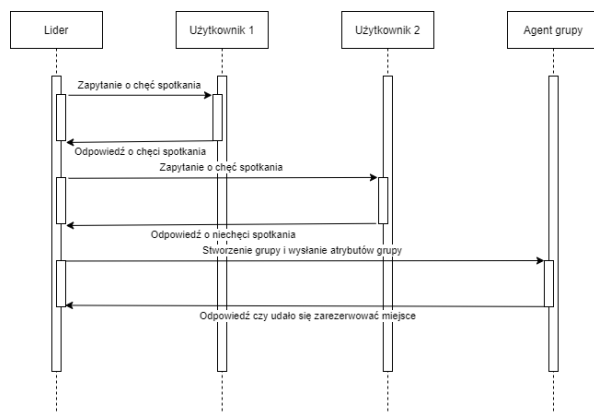 Lider
Użytkownik 1
Użytkownik 2
Agent grupy
Zapytanie o chęć spotkania
Odpowiedź o chęci spotkania
Zapytanie o chęć spotkania
Odpowiedź o niechęci spotkania
Stworzenie grupy i wysłanie atrybutów grupy
Odpowiedź czy udało się zarezerwować miejsce